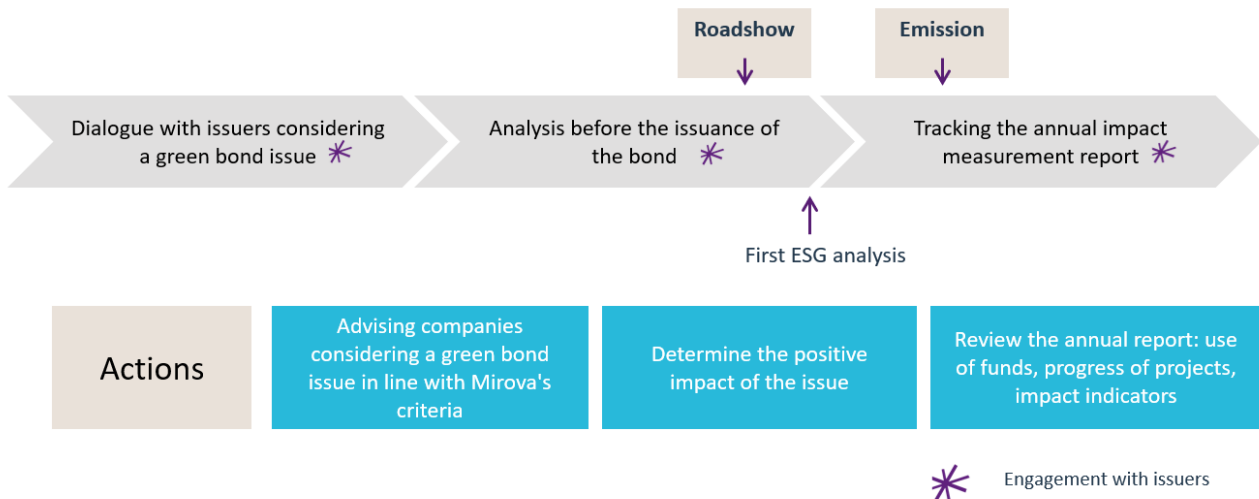 Roadshow
Emission
Dialogue with issuers considering
a green bond issue
Analysis before the issuance of
the bond
Tracking the annual impact
measurement report
First ESG analysis
Actions
Advising companies
considering a green bond
issue in line with Mirova's
criteria
Determine the positive
impact of the issue
Review the annual report: use
of funds, progress of projects,
impact indicators
Engagement with issuers